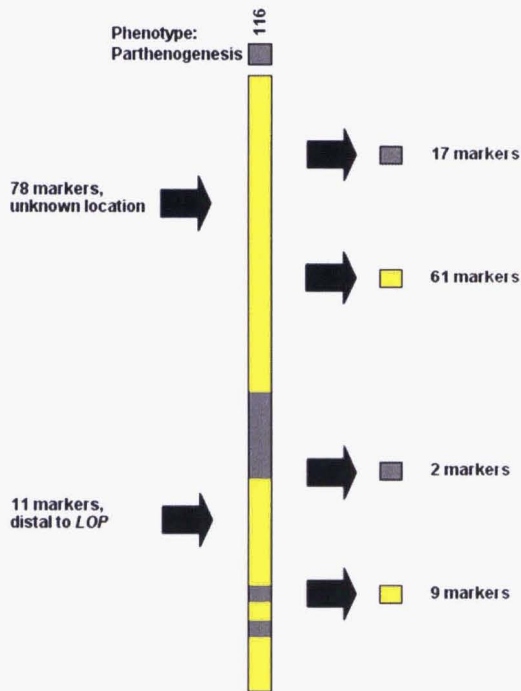 116
Phenotype:
Parthenogenesis
17 markers
78 markers,
unknown location
61 markers
2 markers
11 markers,
distal to LOP
9 markers